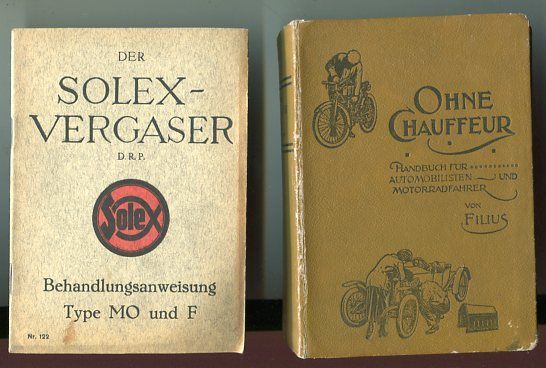 DER
SOLEX-
VERGASER
D.R.P.
Solex
Behandlungsanweisung
Type MO und F
Nr. 122
OHNE
CHAUFFEUR
HANDBUCH FÜR
AUTOMOBILISTEN UND
MOTORRADFAHRER
VON
FILIUS